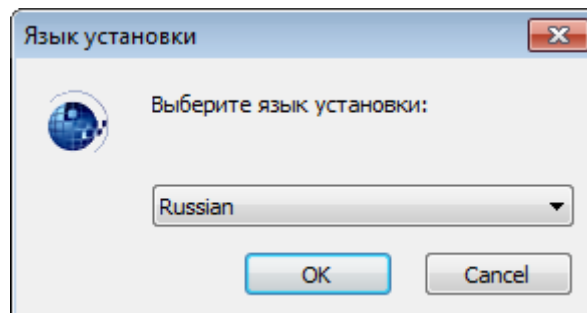 Язык установки
Выберите язык установки:
Russian
OK
Cancel